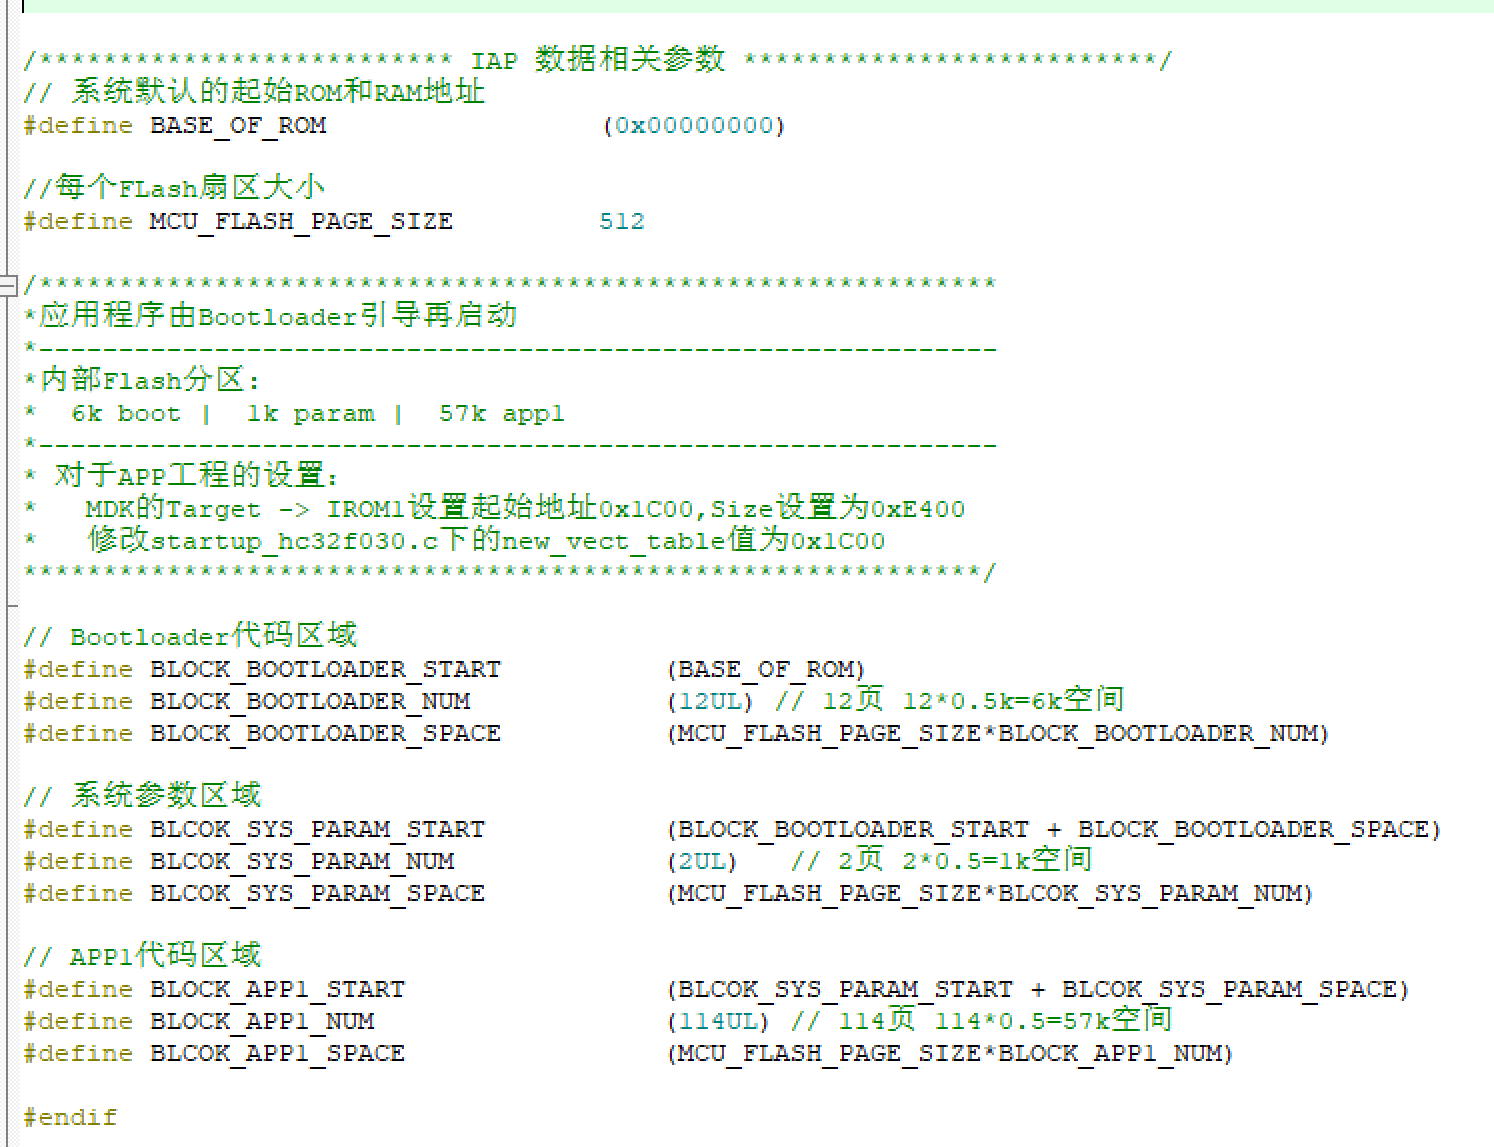 /************************** IAP 数据相关参数 **************************/
// 系统默认的起始ROM和RAM地址
#define BASE_OF_ROM (0x00000000)
//每个FLash扇区大小
#define MCU_FLASH_PAGE_SIZE 512
/************************************************************
*应用程序由Bootloader引导再启动
*------------------------------------------------------------
*内部Flash分区：
* 6k boot | 1k param | 57k app1
*------------------------------------------------------------
* 对于APP工程的设置：
* MDK的Target -> IROM1设置起始地址0x1C00,Size设置为0xE400
* 修改startup_hc32f030.c下的new_vect_table值为0x1C00
************************************************************/
// Bootloader代码区域
#define BLOCK_BOOTLOADER_START (BASE_OF_ROM)
#define BLOCK_BOOTLOADER_NUM (12UL) // 12页 12*0.5k=6k空间
#define BLOCK_BOOTLOADER_SPACE (MCU_FLASH_PAGE_SIZE*BLOCK_BOOTLOADER_NUM)
// 系统参数区域
#define BLCOK_SYS_PARAM_START (BLOCK_BOOTLOADER_START + BLOCK_BOOTLOADER_SPACE)
#define BLCOK_SYS_PARAM_NUM (2UL) // 2页 2*0.5=1k空间
#define BLCOK_SYS_PARAM_SPACE (MCU_FLASH_PAGE_SIZE*BLCOK_SYS_PARAM_NUM)
// APP1代码区域
#define BLOCK_APP1_START (BLCOK_SYS_PARAM_START + BLCOK_SYS_PARAM_SPACE)
#define BLOCK_APP1_NUM (114UL) // 114页 114*0.5=57k空间
#define BLCOK_APP1_SPACE (MCU_FLASH_PAGE_SIZE*BLOCK_APP1_NUM)
#endif